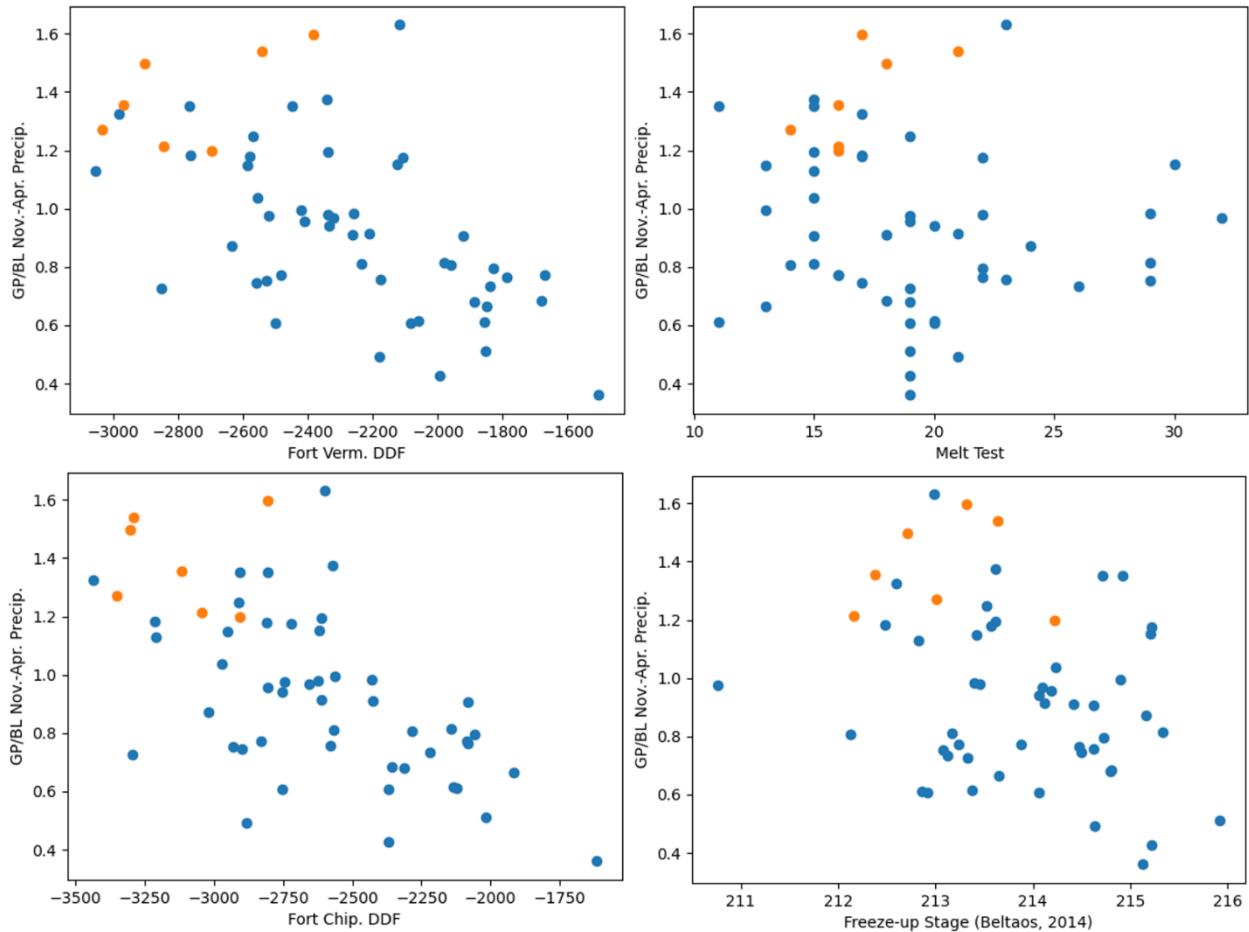 1.6
1.4
1.2
1.0
0.8
0.6
0.4
GP/BL Nov.-Apr. Precip.
−3000 −2800 −2600 −2400 −2200 −2000 −1800 −1600
Fort Verm. DDF
1.6
1.4
1.2
1.0
0.8
0.6
0.4
GP/BL Nov.-Apr. Precip.
10 15 20 25 30
Melt Test
1.6
1.4
1.2
1.0
0.8
0.6
0.4
GP/BL Nov.-Apr. Precip.
−3500 −3250 −3000 −2750 −2500 −2250 −2000 −1750
Fort Chip. DDF
1.6
1.4
1.2
1.0
0.8
0.6
0.4
GP/BL Nov.-Apr. Precip.
211 212 213 214 215 216
Freeze-up Stage (Beltaos, 2014)